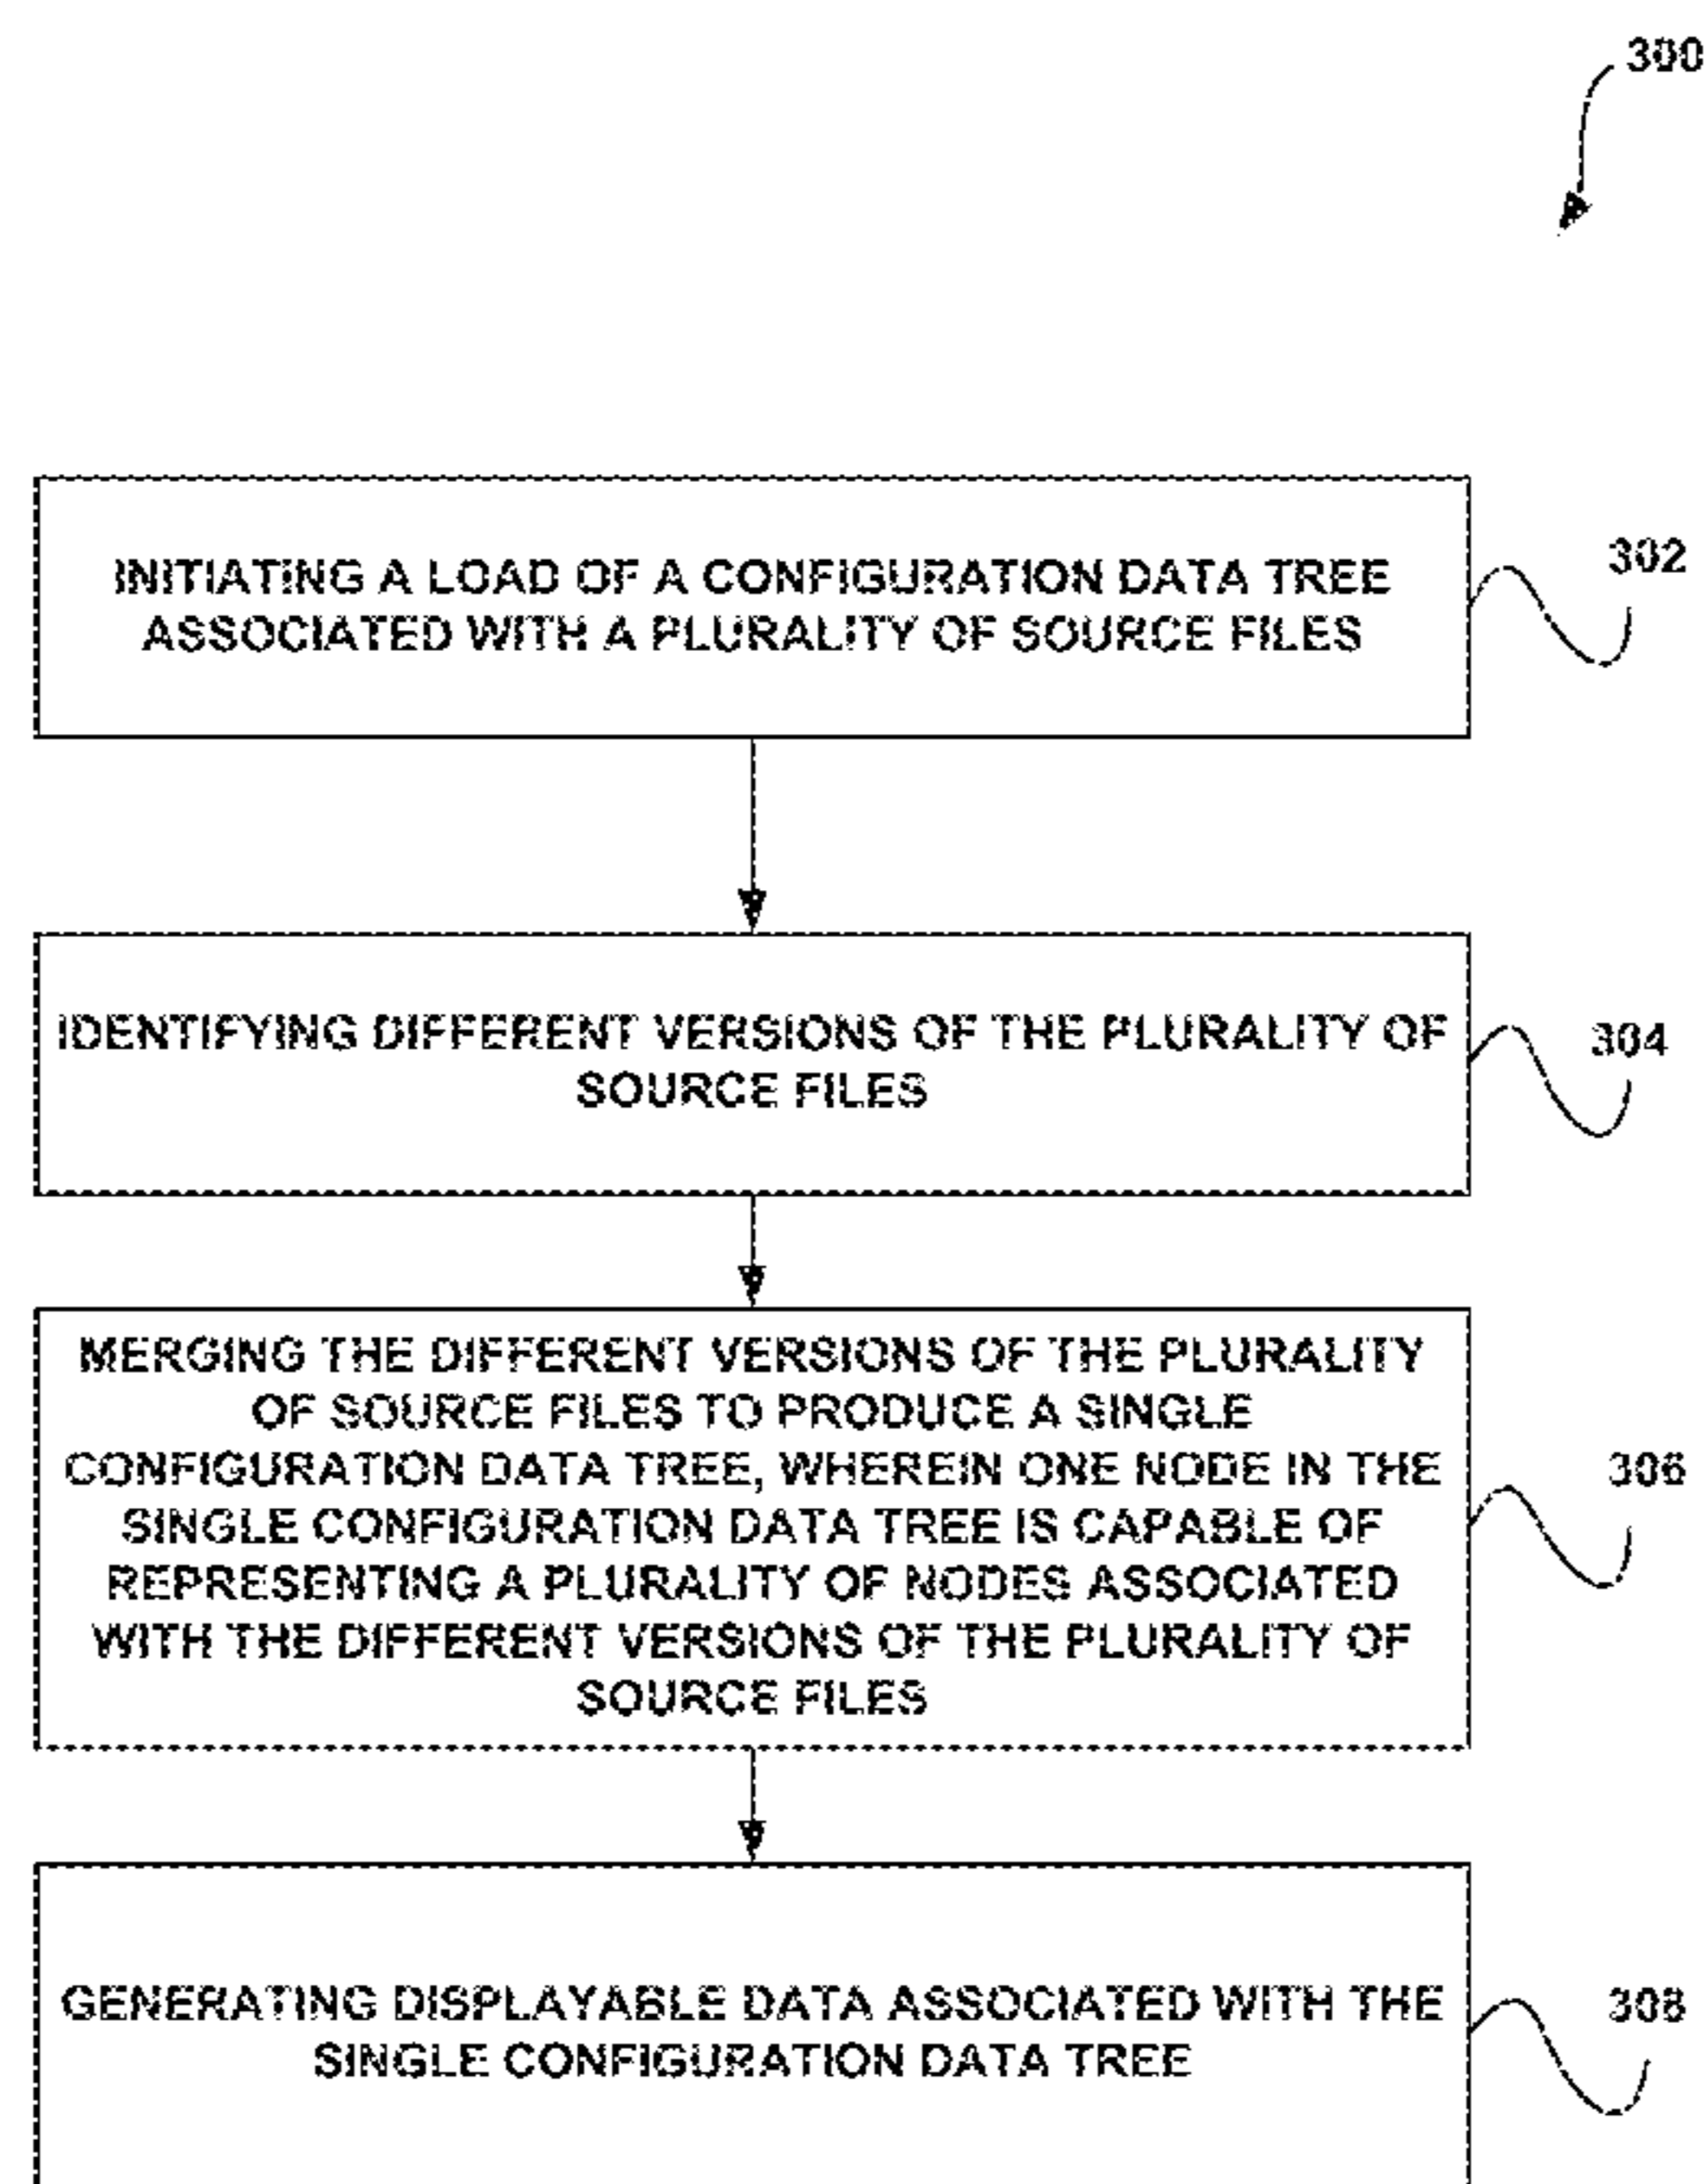 300
INITIATING A LOAD OF A CONFIGURATION DATA TREE
ASSOCIATED WITH A PLURALITY OF SOURCE FILES
302
IDENTIFYING DIFFERENT VERSIONS OF THE PLURALITY OF
SOURCE FILES
304
MERGING THE DIFFERENT VERSIONS OF THE PLURALITY
OF SOURCE FILES TO PRODUCE A SINGLE
CONFIGURATION DATA TREE, WHEREIN ONE NODE IN THE
SINGLE CONFIGURATION DATA TREE IS CAPABLE OF
REPRESENTING A PLURALITY OF NODES ASSOCIATED
WITH THE DIFFERENT VERSIONS OF THE PLURALITY OF
SOURCE FILES
306
GENERATING DISPLAYABLE DATA ASSOCIATED WITH THE
SINGLE CONFIGURATION DATA TREE
308